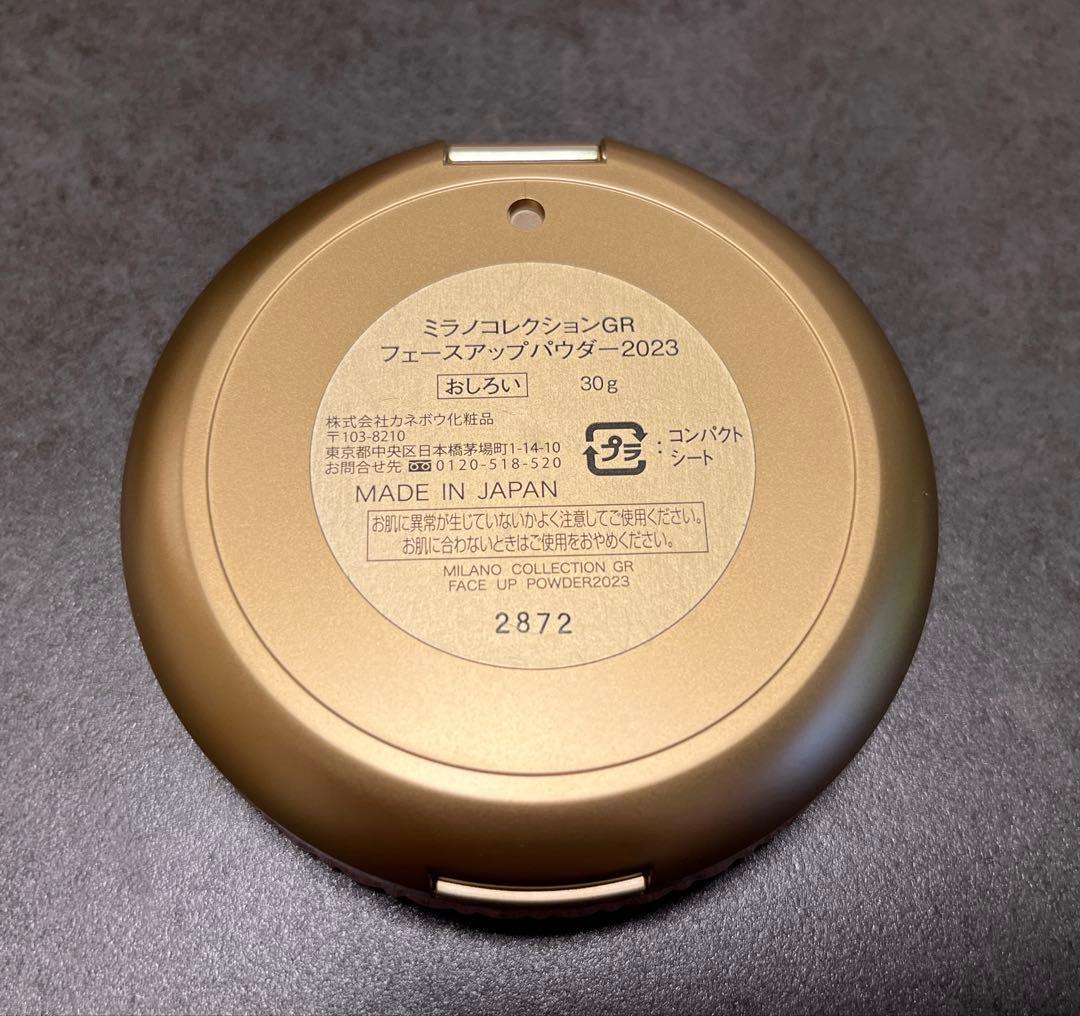 ミラノコレクションGR
フェースアップパウダー2023
おしろい 30g
株式会社カネボウ化粧品
〒103-8210
東京都中央区日本橋茅場町1-14-10
お問合せ先 0120-518-520
プラ : コンパクト
シート
MADE IN JAPAN
お肌に異常が生じていないかよく注意してご使用ください。
お肌に合わないときはご使用をおやめください。
MILANO COLLECTION GR
FACE UP POWDER2023
2872